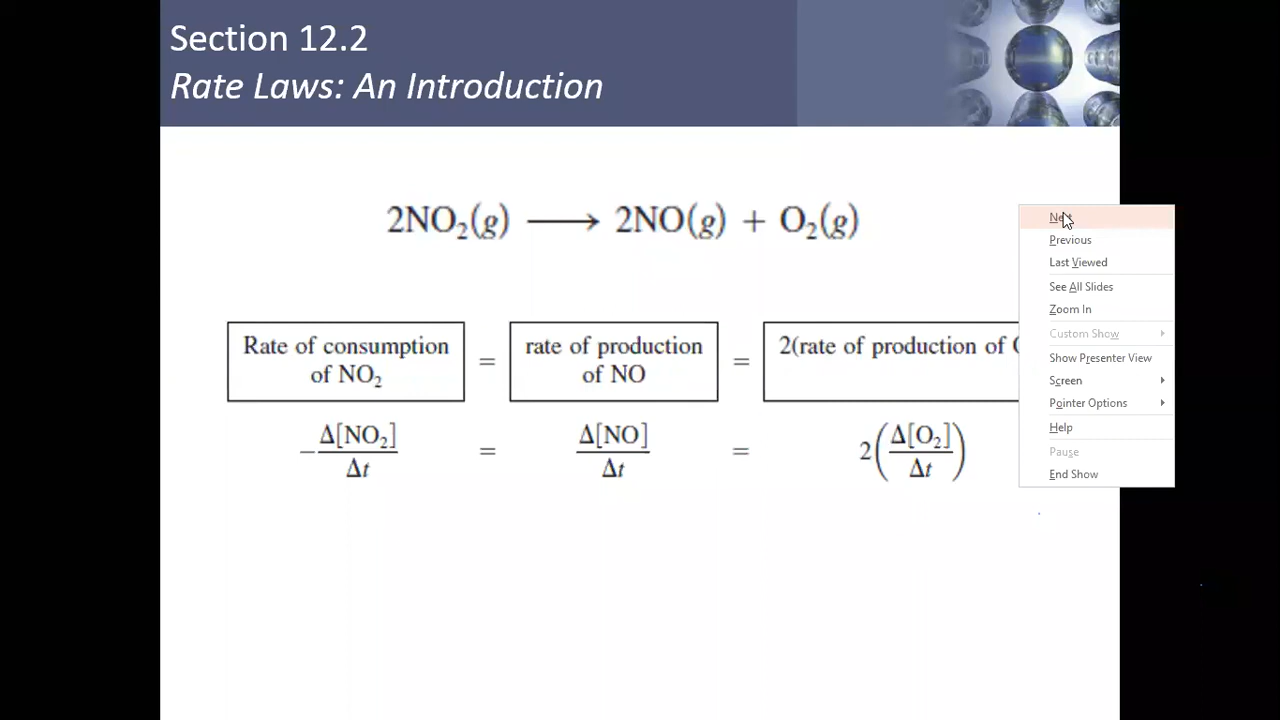 Section 12.2
Rate Laws: An Introduction
2NO₂(g) ⟶ 2NO(g) + O₂(g)
Rate of consumption
of NO₂
=
rate of production
of NO
=
2(rate of production of
−Δ[NO₂]/Δt = Δ[NO]/Δt = 2(Δ[O₂]/Δt)
Previous
Last Viewed
See All Slides
Zoom In
Custom Show
Show Presenter View
Screen
Pointer Options
Help
Pause
End Show